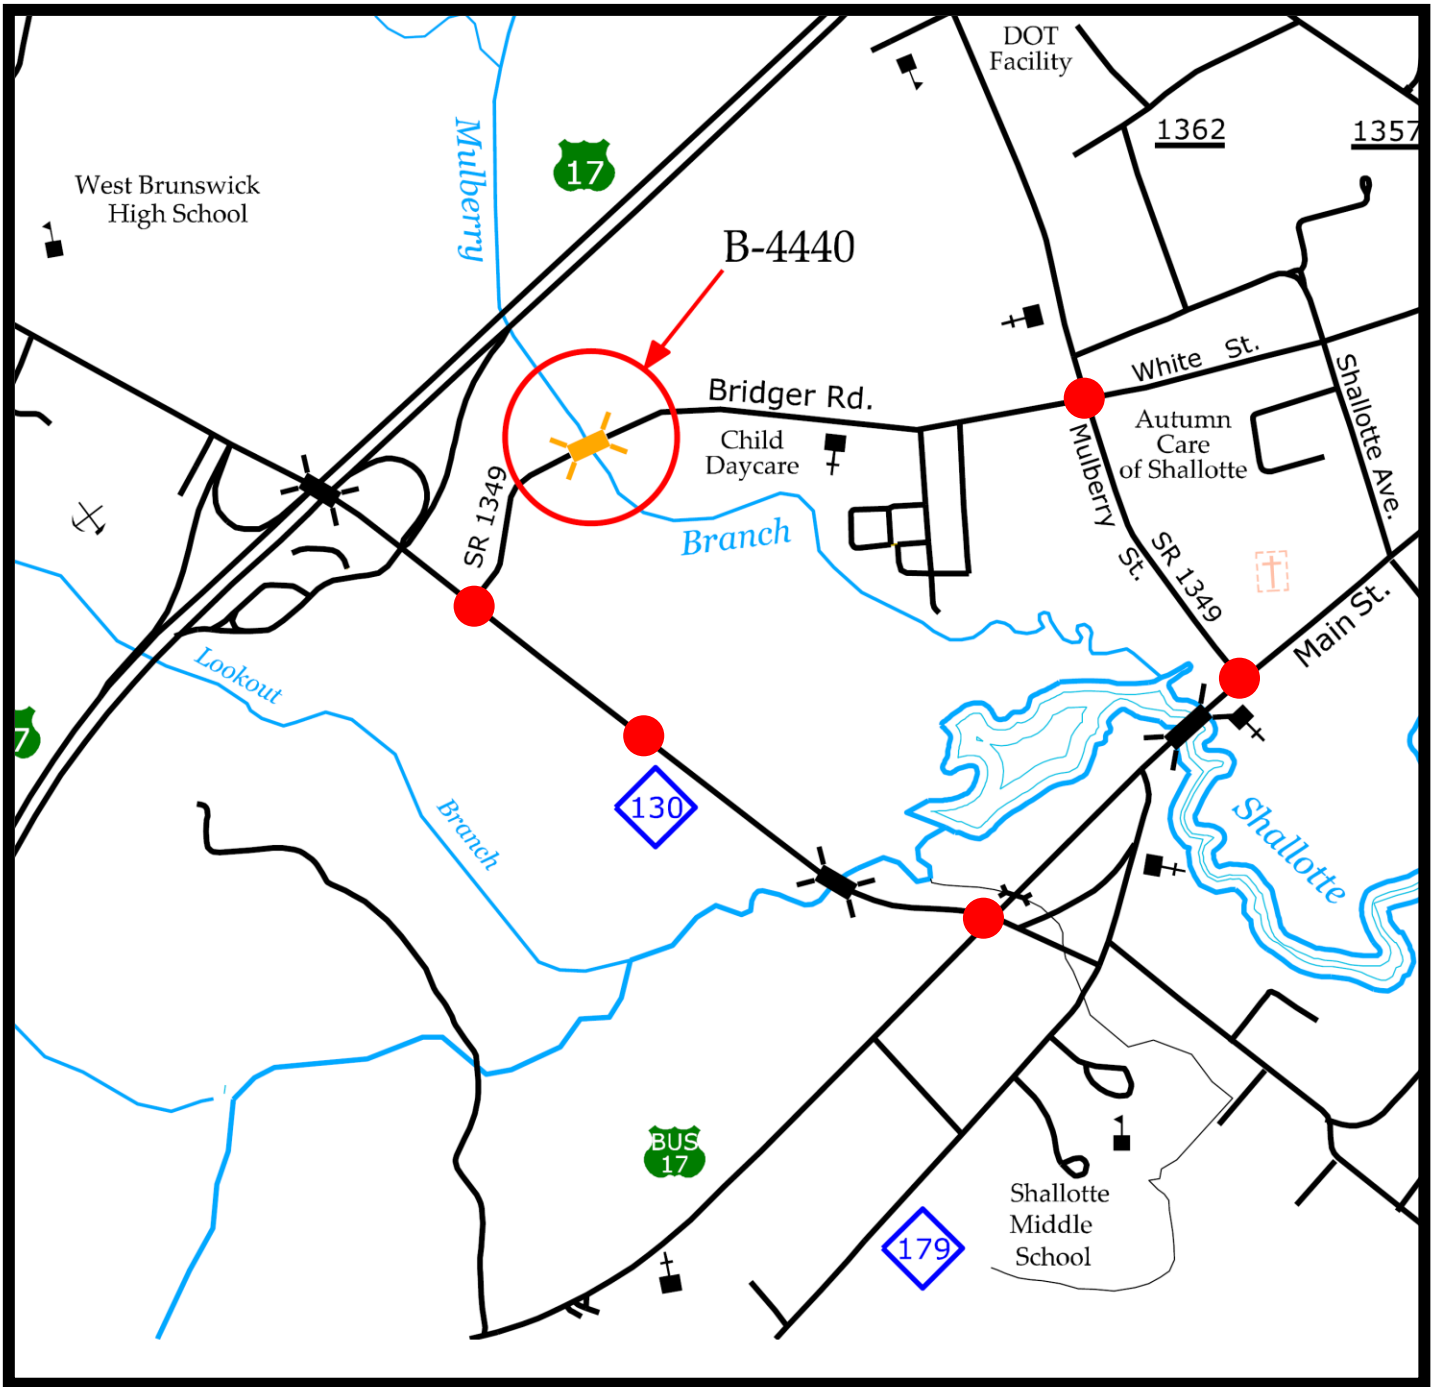 DOT
Facility
1362
1357
Mulberry
17
West Brunswick
High School
B-4440
White St.
Bridger Rd.
Shallotte Ave.
Autumn
Care
of Shallotte
Child
Daycare
Mulberry St.
SR 1349
SR 1349
Branch
Main St.
Lookout
7
130
Branch
Shallotte
BUS
17
Shallotte
Middle
School
179